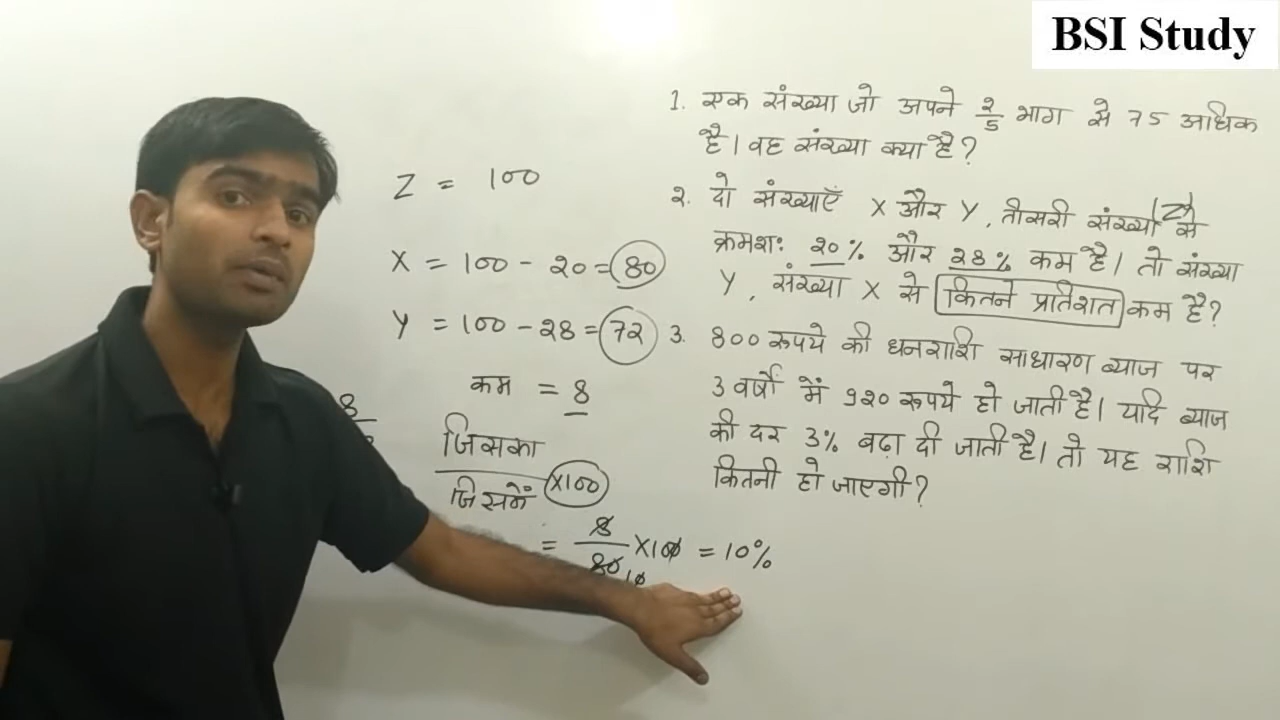 BSI Study
1. एक संख्या जो अपने 2/5 भाग से 75 अधिक
है। वह संख्या क्या है?
2. दो संख्याएँ X और Y, तीसरी संख्या (Z) से
क्रमशः 20% और 28% कम है। तो संख्या
Y, संख्या X से कितने प्रतिशत कम है?
3. 800 रूपये की धनराशि साधारण ब्याज पर
3 वर्षों में 920 रूपये हो जाती है। यदि ब्याज
की दर 3% बढ़ा दी जाती है। तो यह राशि
कितनी हो जाएगी?
Z = 100
X = 100 - 20 = 80
Y = 100 - 28 = 72
कम = 8
8
जिसका
जिसमें ×100
= 8/80 × 100 = 10%
10